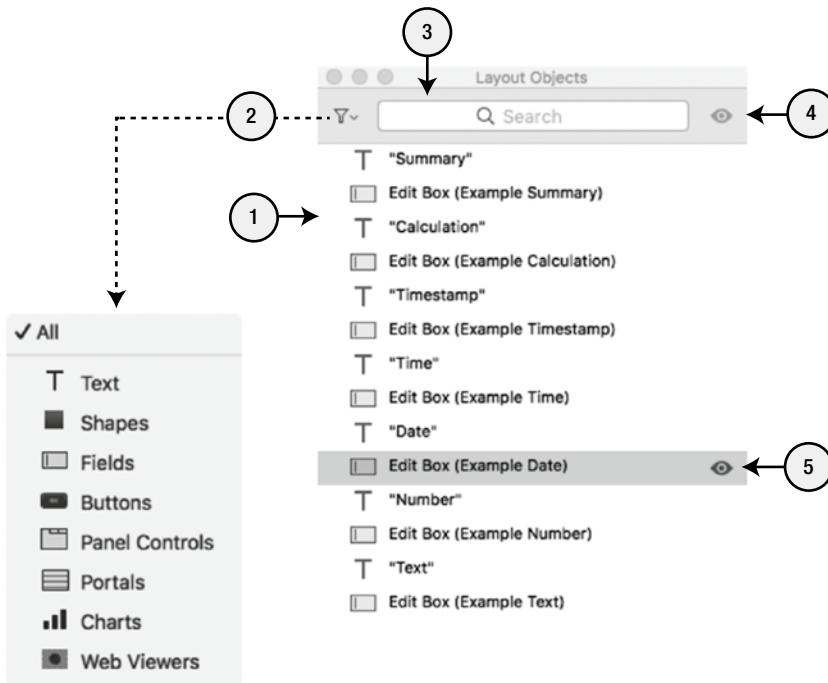 3
Layout Objects
2
Search
4
"Summary"
Edit Box (Example Summary)
1
"Calculation"
Edit Box (Example Calculation)
"Timestamp"
Edit Box (Example Timestamp)
"Time"
Edit Box (Example Time)
"Date"
Edit Box (Example Date)
5
"Number"
Edit Box (Example Number)
"Text"
Edit Box (Example Text)
✓ All
Text
Shapes
Fields
Buttons
Panel Controls
Portals
Charts
Web Viewers